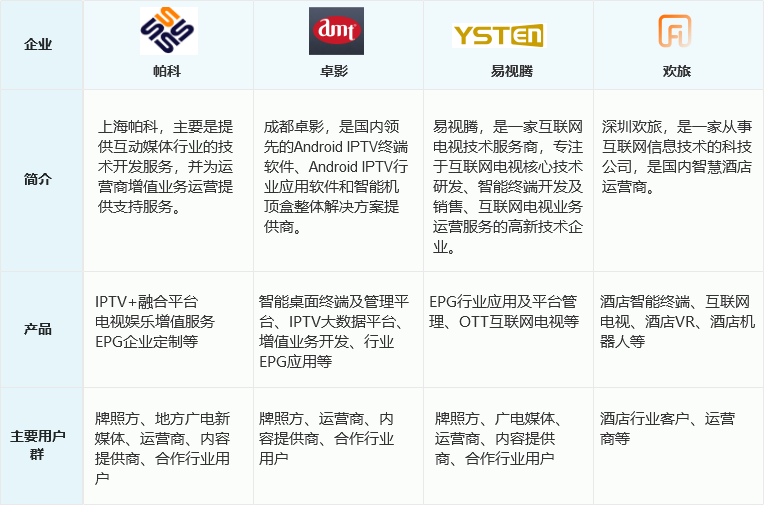 企业
amt
YSTEN
帕科
卓影
易视腾
欢旅
简介
上海帕科，主要是提
供互动媒体行业的技
术开发服务，并为运
营商增值业务运营提
供支持服务。
成都卓影，是国内领
先的Android IPTV终端
软件、Android IPTV行
业应用软件和智能机
顶盒整体解决方案提
供商。
易视腾，是一家互联网
电视技术服务商，专注
于互联网电视核心技术
研发、智能终端开发及
销售、互联网电视业务
运营服务的高新技术企
业。
深圳欢旅，是一家从事
互联网信息技术的科技
公司，是国内智慧酒店
运营商。
产品
IPTV+融合平台
电视娱乐增值服务
EPG企业定制等
智能桌面终端及管理平
台、IPTV大数据平台、
增值业务开发、行业
EPG应用等
EPG行业应用及平台管
理、OTT互联网电视等
酒店智能终端、互联网
电视、酒店VR、酒店机
器人等
主要用户
群
牌照方、地方广电新
媒体、运营商、内容
提供商、合作行业用
户
牌照方、运营商、内
容提供商、合作行业
用户
牌照方、广电媒体、
运营商、内容提供
商、合作行业用户
酒店行业客户、运营
商等